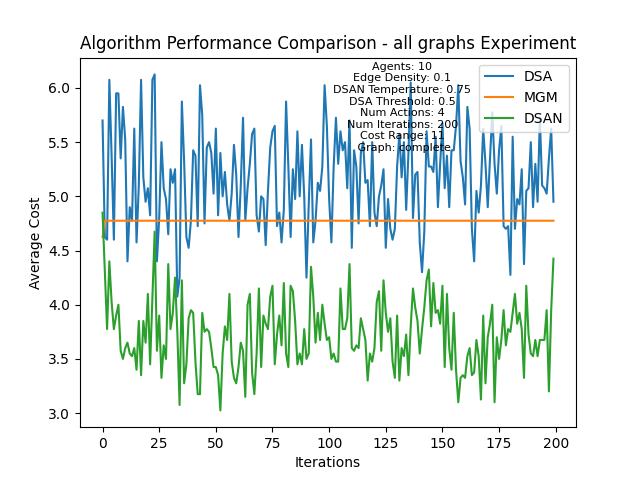 Algorithm Performance Comparison - all graphs Experiment
Agents: 10
Edge Density: 0.1
DSAN Temperature: 0.75
DSA Threshold: 0.5
Num Actions: 4
Num Iterations: 200
Cost Range: 11
Graph: complete
DSA
MGM
DSAN
Average Cost
6.0
5.5
5.0
4.5
4.0
3.5
3.0
0 25 50 75 100 125 150 175 200
Iterations